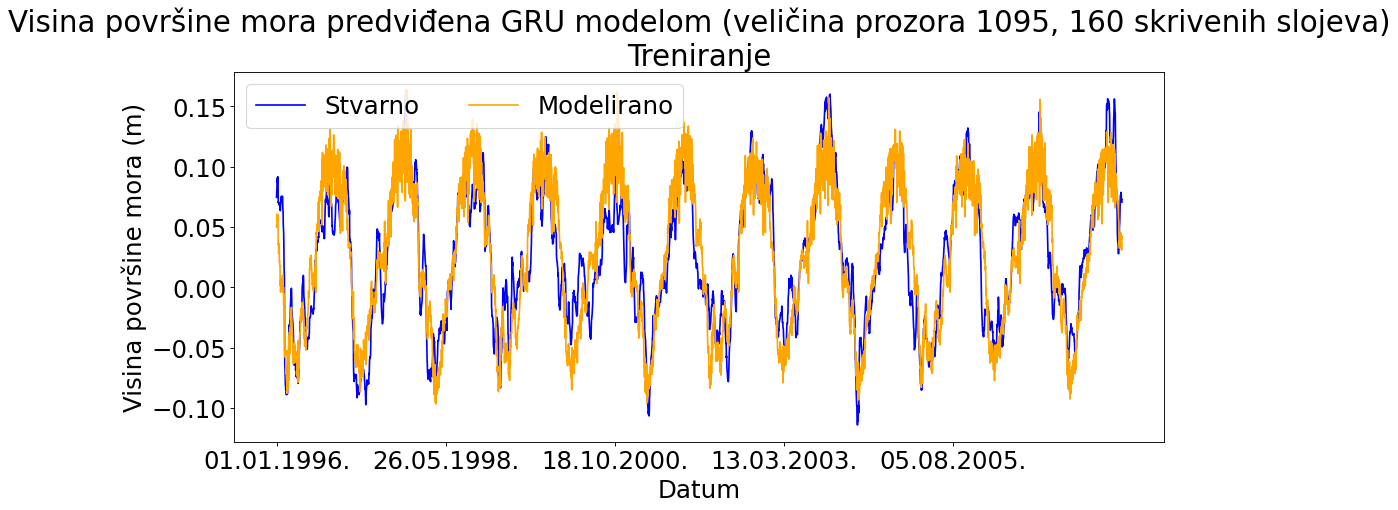 Visina površine mora predviđena GRU modelom (veličina prozora 1095, 160 skrivenih slojeva)
Treniranje
Stvarno Modelirano
Visina površine mora (m)
0.15
0.10
0.05
0.00
−0.05
−0.10
01.01.1996. 26.05.1998. 18.10.2000. 13.03.2003. 05.08.2005.
Datum